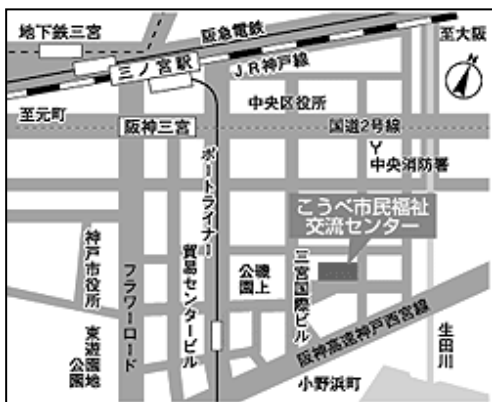 地下鉄三宮
阪急電鉄
至大阪
三ノ宮駅
JR神戸線
至元町
中央区役所
阪神三宮
国道2号線
Y
中央消防署
ポートライナー
こうべ市民福祉
交流センター
神戸市役所
フラワーロード
貿易センタービル
磯上
公園
三宮国際ビル
阪神高速神戸西宮線
生田川
東遊園地
公園
小野浜町